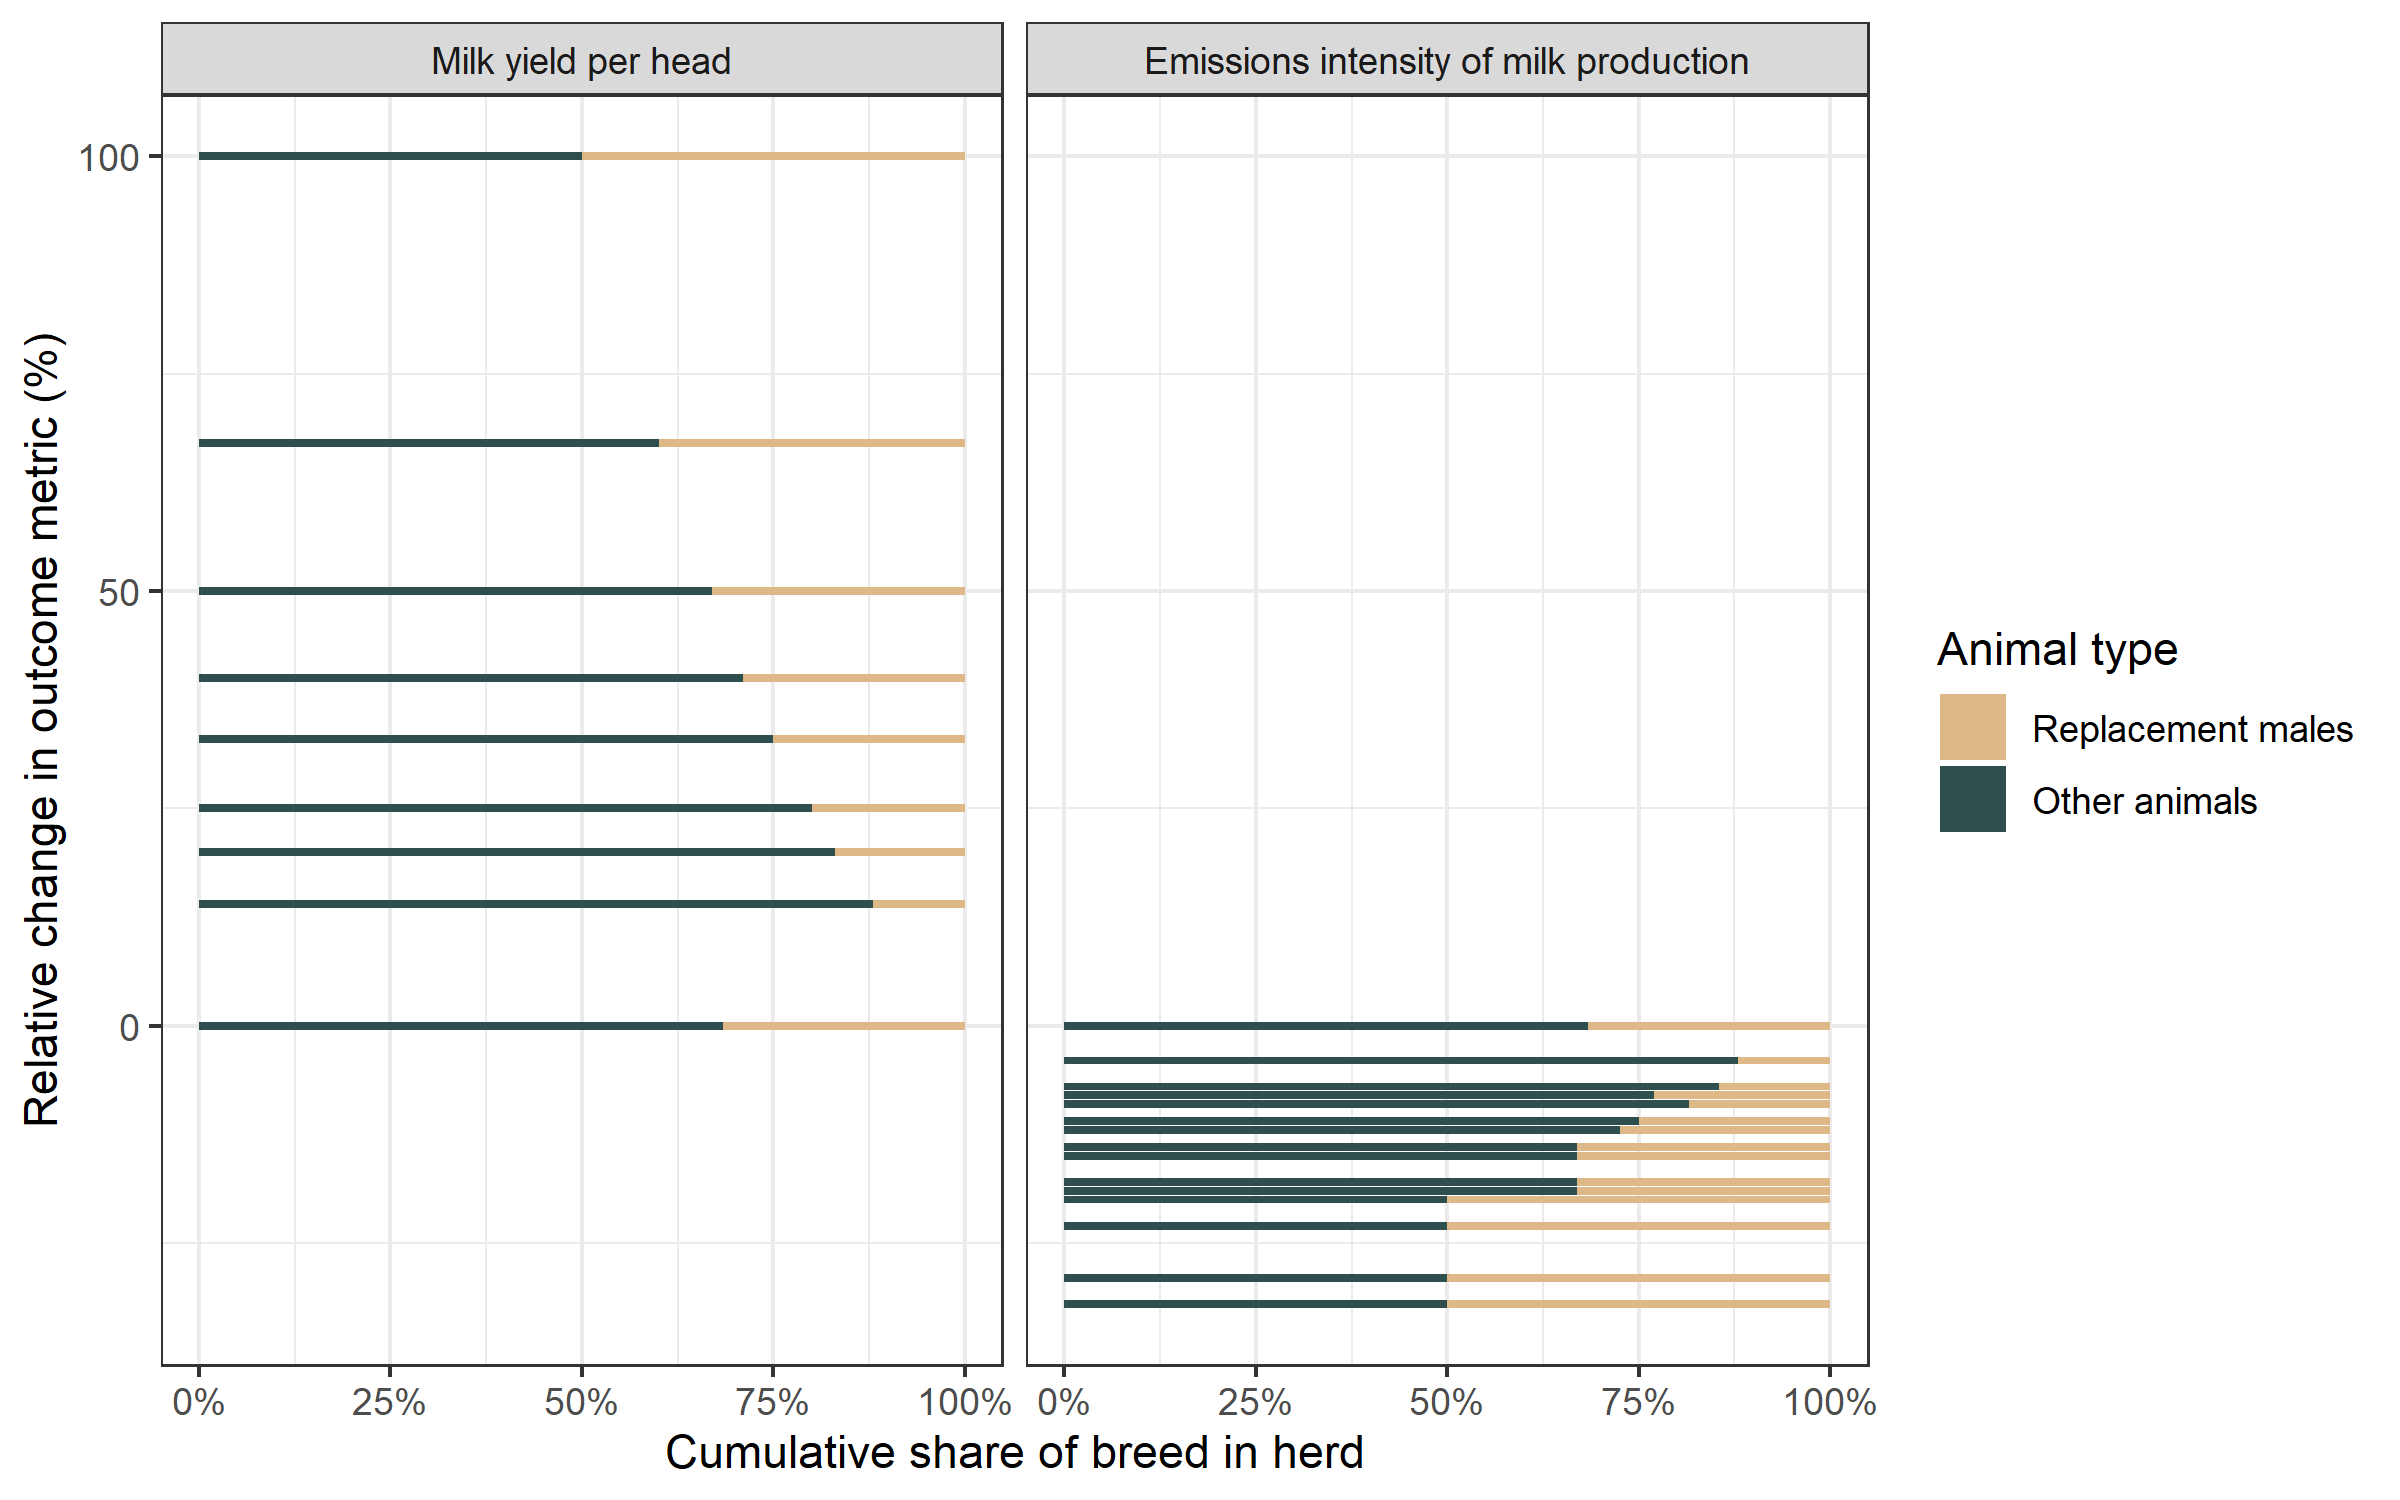 Milk yield per head
Emissions intensity of milk production
Relative change in outcome metric (%)
100
50
0
0%
25%
50%
75%
100%
0%
25%
50%
75%
100%
Cumulative share of breed in herd
Animal type
Replacement males
Other animals